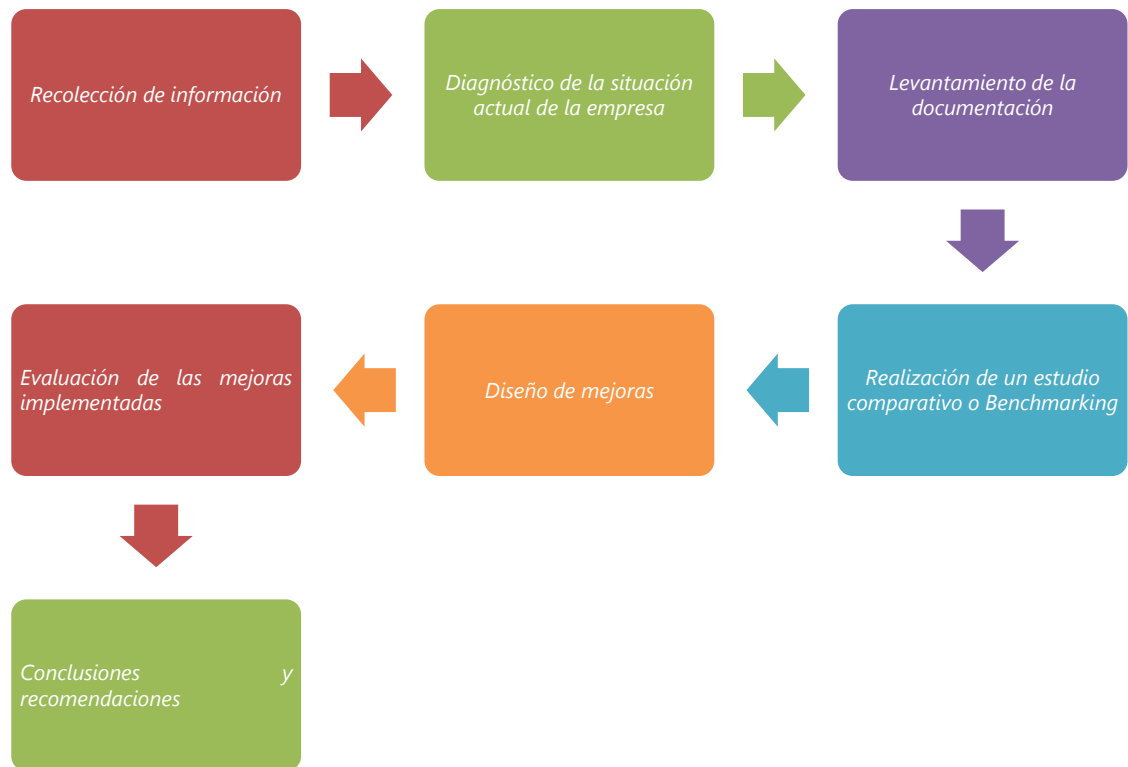 Recolección de información
Diagnóstico de la situación
actual de la empresa
Levantamiento de la
documentación
Realización de un estudio
comparativo o Benchmarking
Diseño de mejoras
Evaluación de las mejoras
implementadas
Conclusiones y
recomendaciones